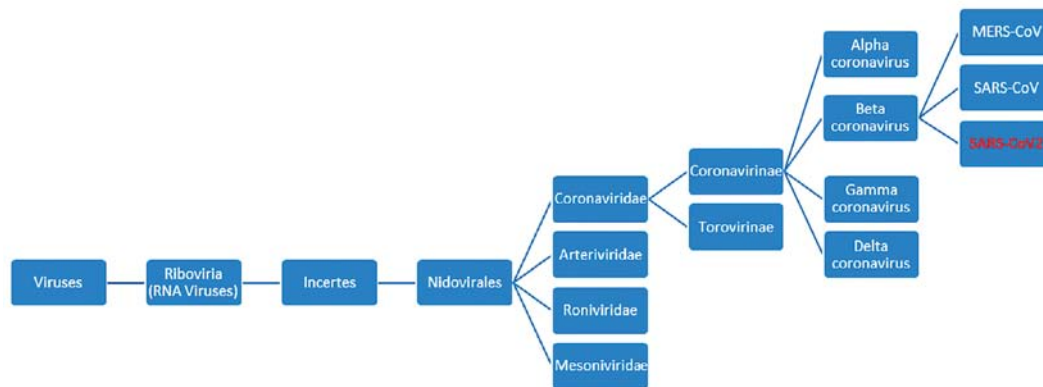 Viruses
Riboviria
(RNA Viruses)
Incertes
Nidovirales
Coronaviridae
Arteriviridae
Roniviridae
Mesoniviridae
Coronavirinae
Torovirinae
Alpha
coronavirus
Beta
coronavirus
Gamma
coronavirus
Delta
coronavirus
MERS-CoV
SARS-CoV
SARS-CoV2